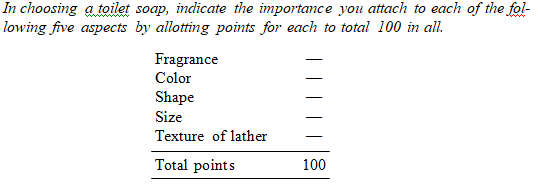 In choosing a toilet soap, indicate the importance you attach to each of the fol-
lowing five aspects by allotting points for each to total 100 in all.
Fragrance —
Color —
Shape —
Size —
Texture of lather —
Total points 100